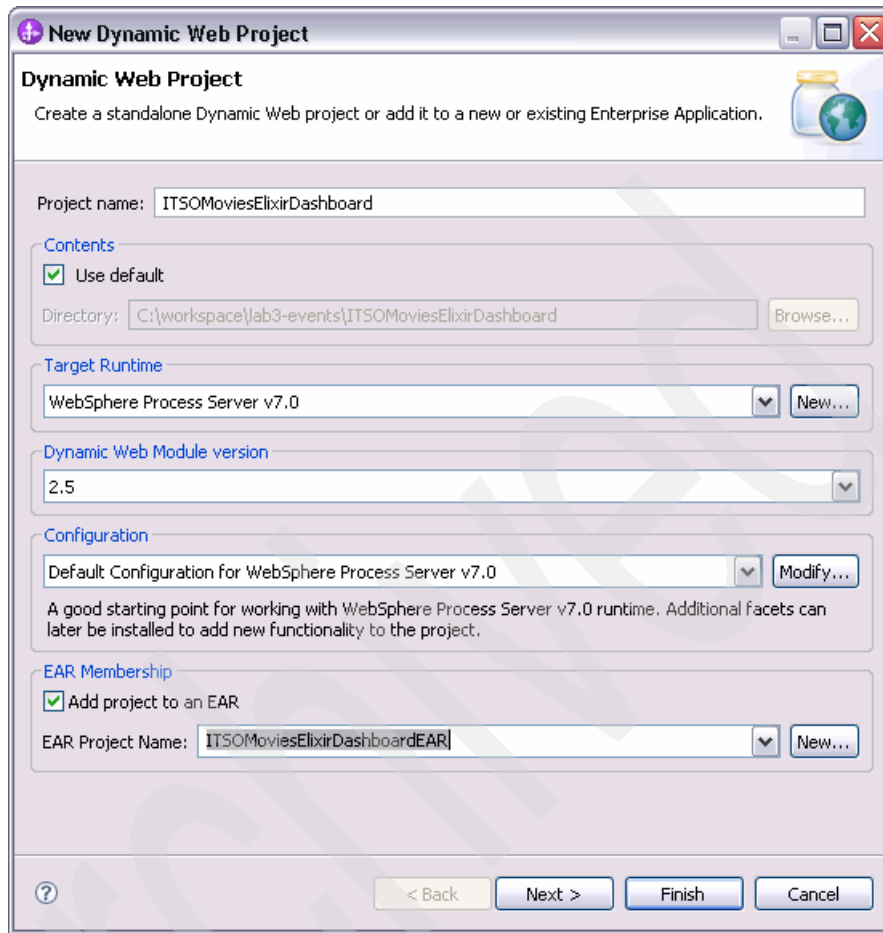 New Dynamic Web Project
Dynamic Web Project
Create a standalone Dynamic Web project or add it to a new or existing Enterprise Application.
Project name: ITSOMoviesElixirDashboard
Contents
Use default
Directory: C:\workspace\lab3-events\ITSOMoviesElixirDashboard Browse...
Target Runtime
WebSphere Process Server v7.0 New...
Dynamic Web Module version
2.5
Configuration
Default Configuration for WebSphere Process Server v7.0 Modify...
A good starting point for working with WebSphere Process Server v7.0 runtime. Additional facets can
later be installed to add new functionality to the project.
EAR Membership
Add project to an EAR
EAR Project Name: ITSOMoviesElixirDashboardEAR New...
? < Back Next > Finish Cancel